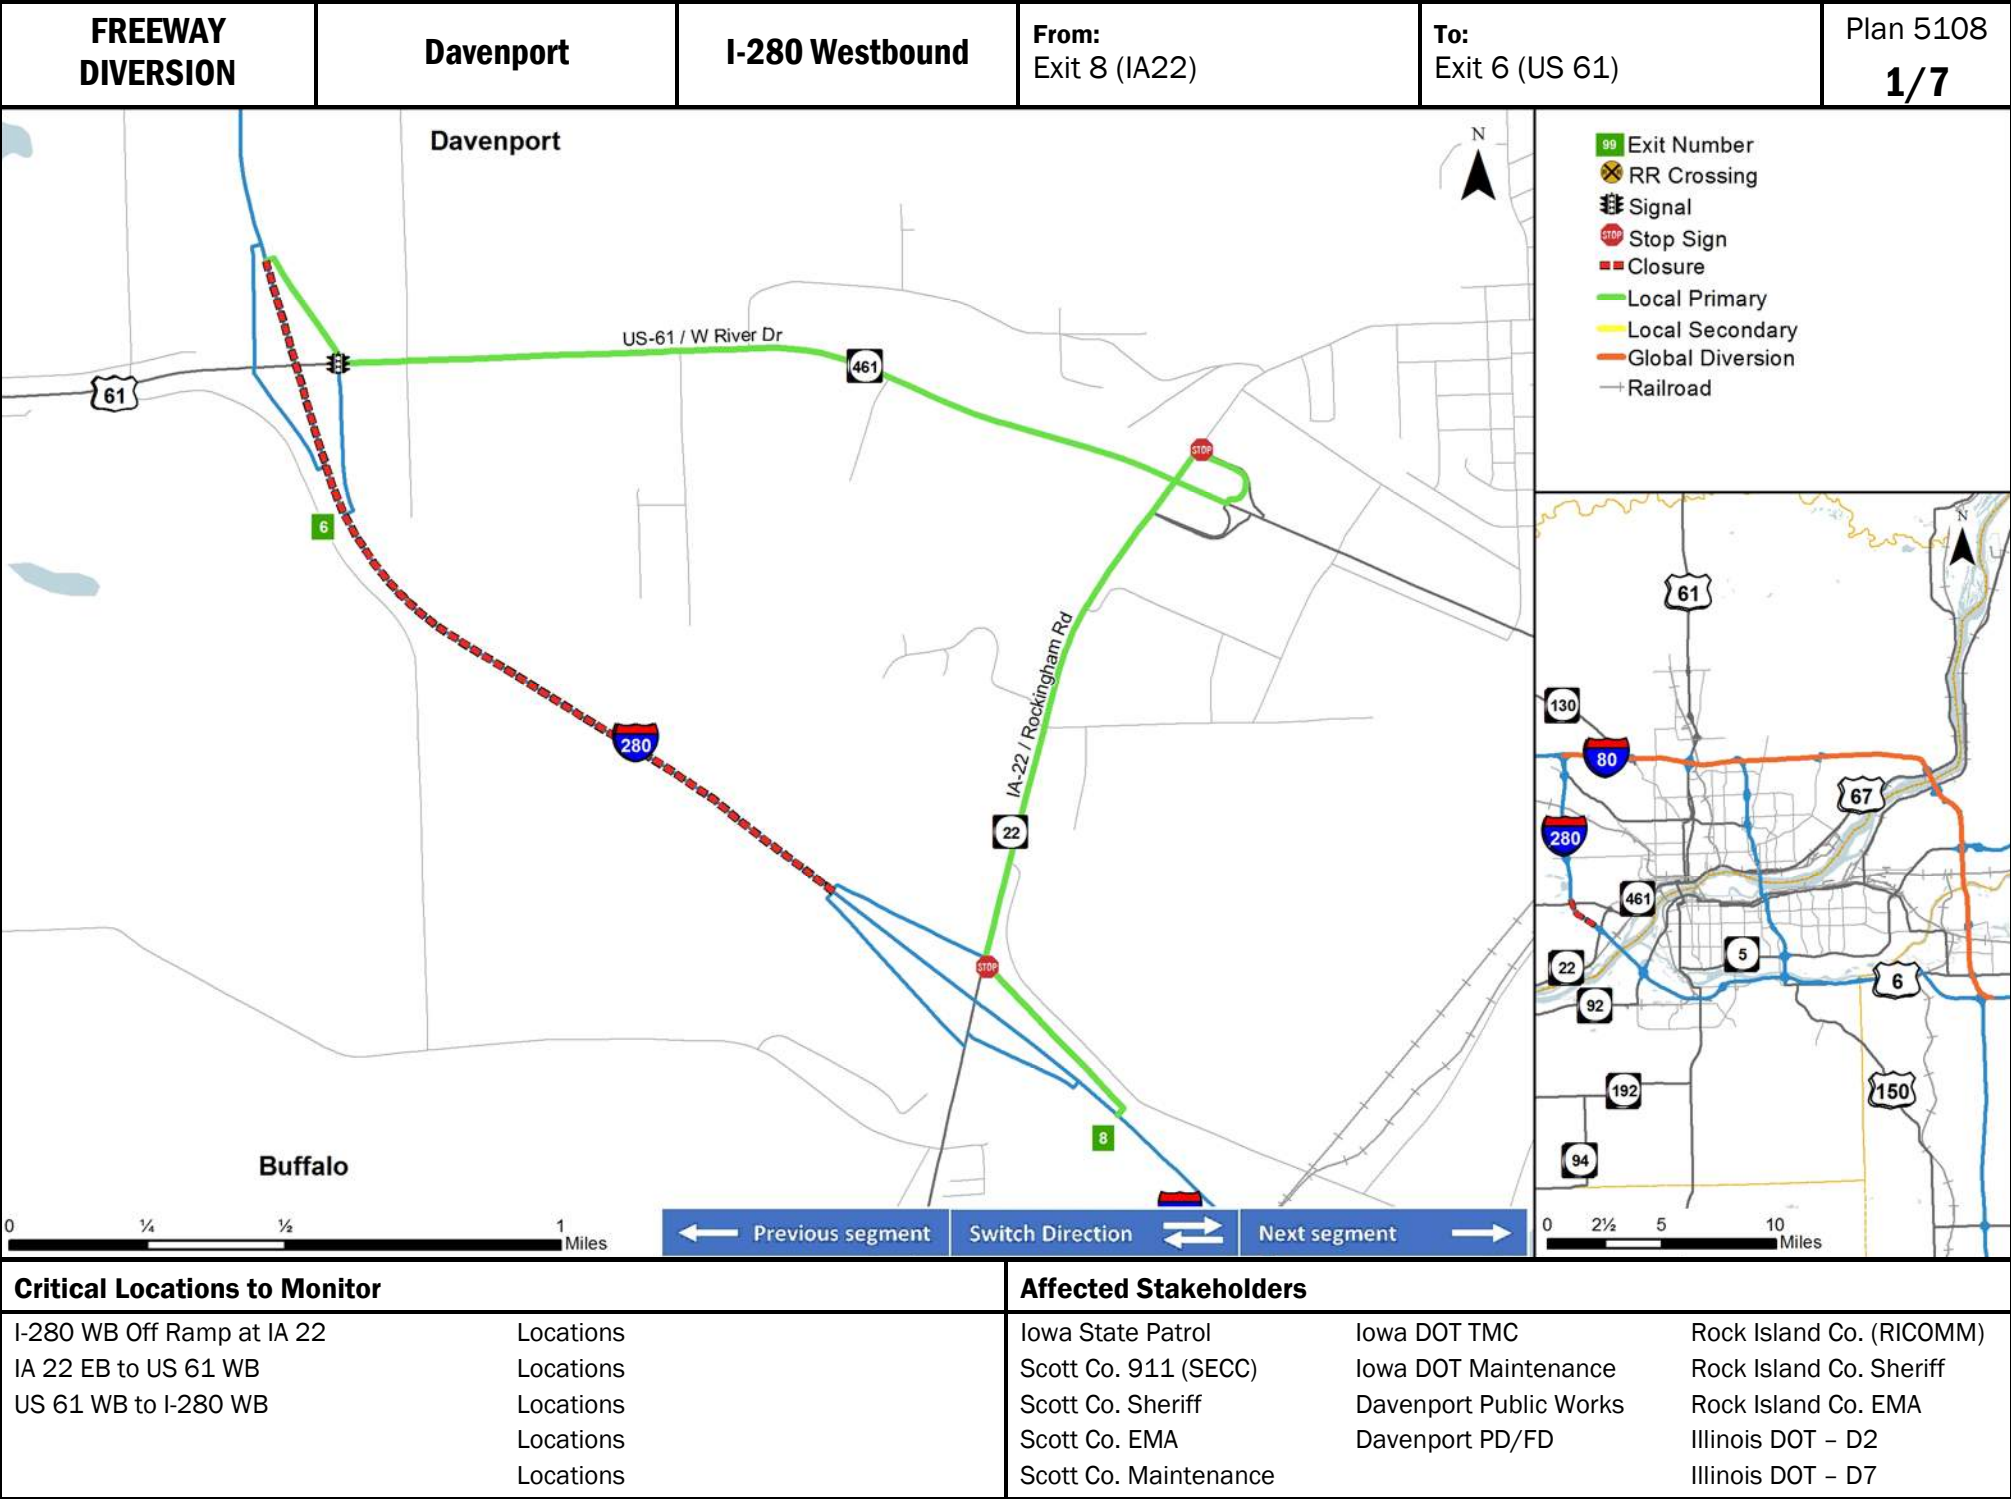 FREEWAY
DIVERSION
Davenport
I-280 Westbound
From:
Exit 8 (IA22)
To:
Exit 6 (US 61)
Plan 5108
1/7
Davenport
N
US-61 / W River Dr
461
61
STOP
6
280
IA-22 / Rockingham Rd
22
STOP
8
Buffalo
0 ¼ ½ 1
Miles
Previous segment
Switch Direction
Next segment
99 Exit Number
RR Crossing
Signal
STOP Stop Sign
Closure
Local Primary
Local Secondary
Global Diversion
Railroad
N
61
130
80
67
280
461
5
22
6
92
192
150
94
0 2½ 5 10
Miles
Critical Locations to Monitor
I-280 WB Off Ramp at IA 22 Locations
IA 22 EB to US 61 WB Locations
US 61 WB to I-280 WB Locations
Locations
Locations
Affected Stakeholders
Iowa State Patrol Iowa DOT TMC Rock Island Co. (RICOMM)
Scott Co. 911 (SECC) Iowa DOT Maintenance Rock Island Co. Sheriff
Scott Co. Sheriff Davenport Public Works Rock Island Co. EMA
Scott Co. EMA Davenport PD/FD Illinois DOT – D2
Scott Co. Maintenance Illinois DOT – D7